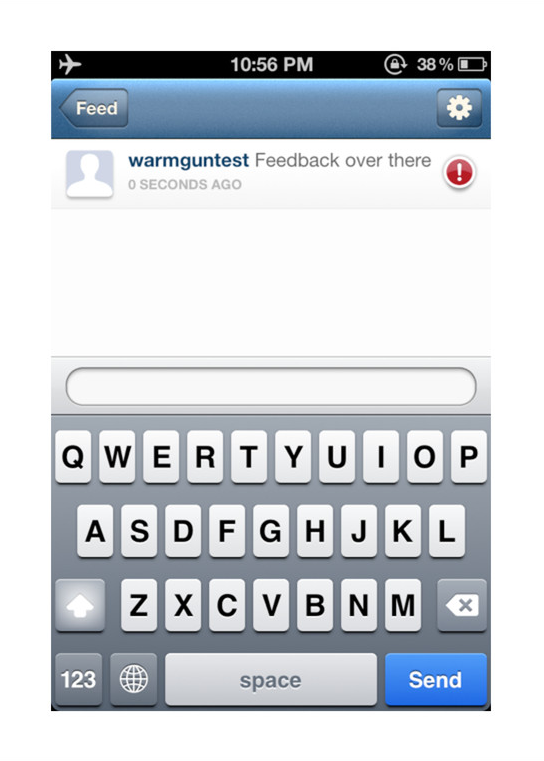 10:56 PM 38%
Feed
warmguntest Feedback over there
0 SECONDS AGO
Q W E R T Y U I O P
A S D F G H J K L
Z X C V B N M
123 space Send